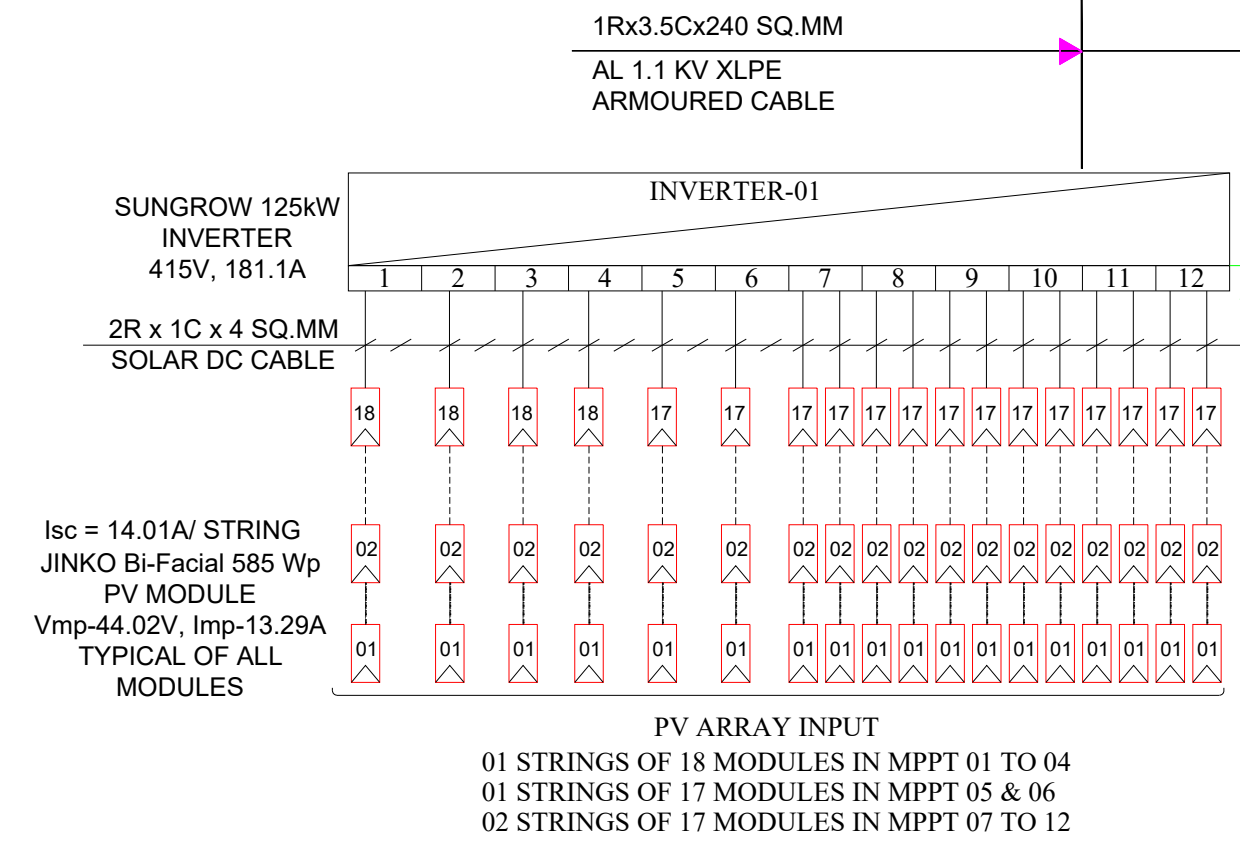 1Rx3.5Cx240 SQ.MM
AL 1.1 KV XLPE
ARMOURED CABLE
INVERTER-01
SUNGROW 125kW
INVERTER
415V, 181.1A
1 2 3 4 5 6 7 8 9 10 11 12
2R x 1C x 4 SQ.MM
SOLAR DC CABLE
18 18 18 18 17 17 17 17 17 17 17 17 17 17 17 17 17 17
Isc = 14.01A/ STRING
JINKO Bi-Facial 585 Wp
PV MODULE
Vmp-44.02V, Imp-13.29A
TYPICAL OF ALL
MODULES
02 02 02 02 02 02 02 02 02 02 02 02 02 02 02 02 02 02
01 01 01 01 01 01 01 01 01 01 01 01 01 01 01 01 01 01
PV ARRAY INPUT
01 STRINGS OF 18 MODULES IN MPPT 01 TO 04
01 STRINGS OF 17 MODULES IN MPPT 05 & 06
02 STRINGS OF 17 MODULES IN MPPT 07 TO 12